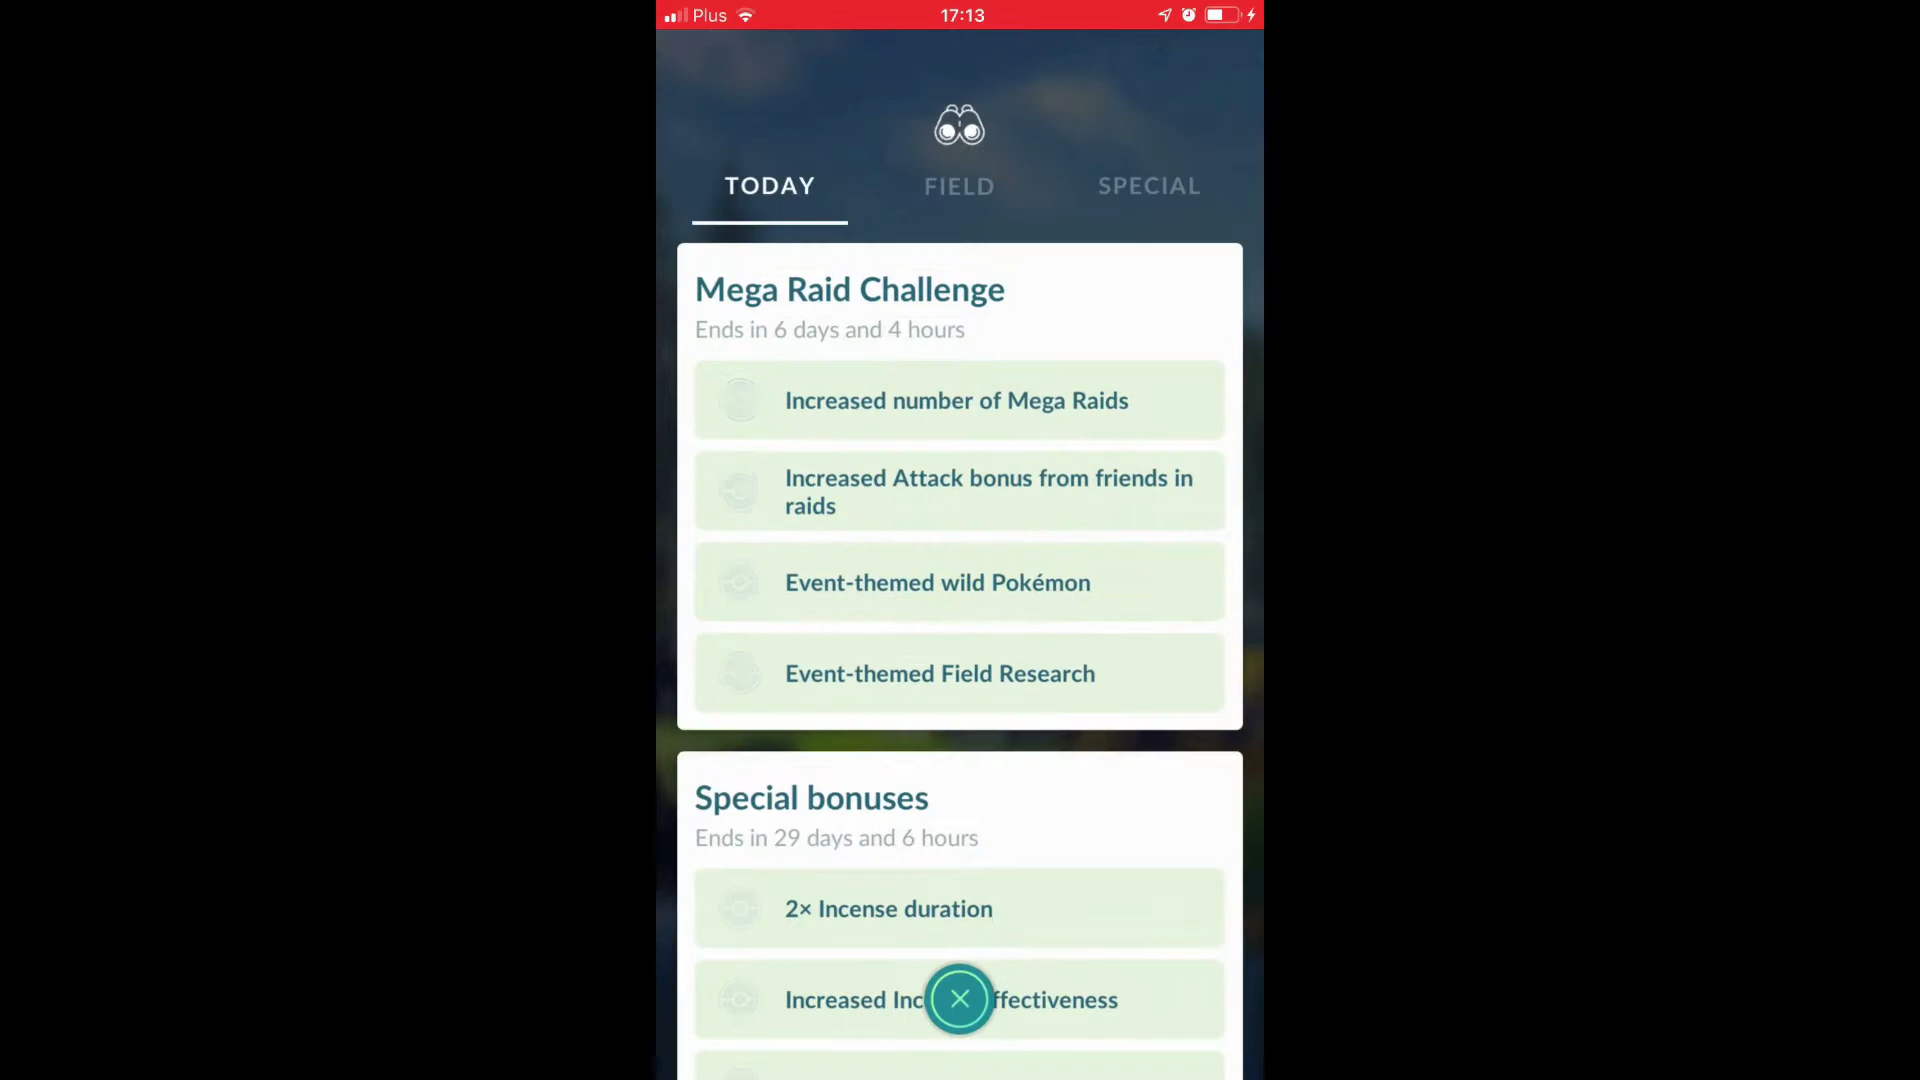 Plus
17:13
TODAY
FIELD
SPECIAL
Mega Raid Challenge
Ends in 6 days and 4 hours
Increased number of Mega Raids
Increased Attack bonus from friends in
raids
Event-themed wild Pokémon
Event-themed Field Research
Special bonuses
Ends in 29 days and 6 hours
2× Incense duration
Increased Inc ffectiveness